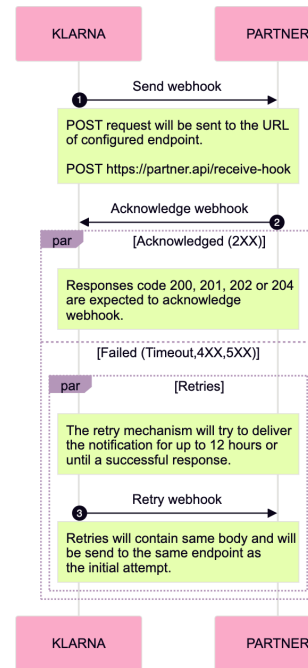 KLARNA PARTNER
Send webhook
1
POST request will be sent to the URL
of configured endpoint.
POST https://partner.api/receive-hook
Acknowledge webhook
2
par [Acknowledged (2XX)]
Responses code 200, 201, 202 or 204
are expected to acknowledge
webhook.
[Failed (Timeout,4XX,5XX)]
par [Retries]
The retry mechanism will try to deliver
the notification for up to 12 hours or
until a successful response.
Retry webhook
3
Retries will contain same body and will
be send to the same endpoint as
the initial attempt.
KLARNA PARTNER